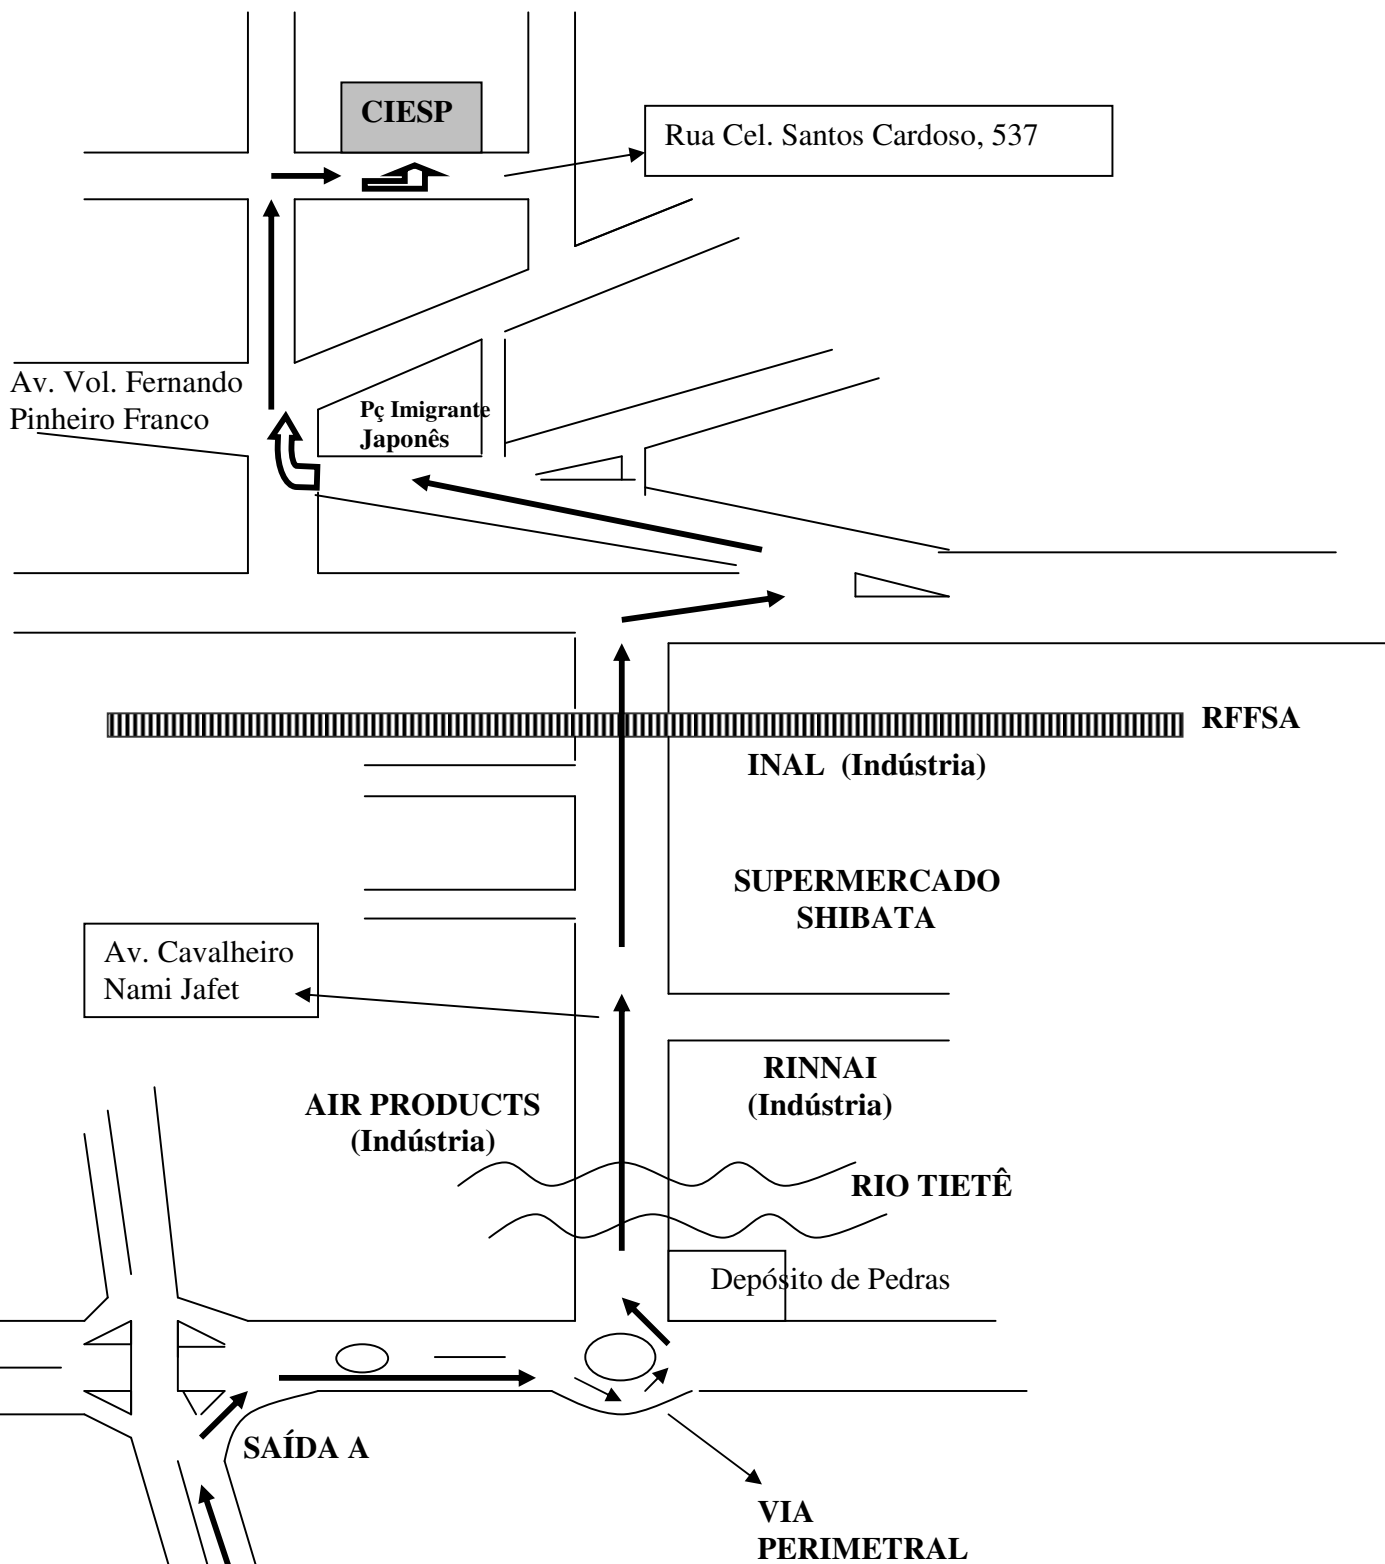 CIESP
Rua Cel. Santos Cardoso, 537
Av. Vol. Fernando
Pinheiro Franco
Pç Imigrante
Japonês
RFFSA
INAL (Indústria)
SUPERMERCADO
SHIBATA
Av. Cavalheiro
Nami Jafet
RINNAI
(Indústria)
AIR PRODUCTS
(Indústria)
RIO TIETÊ
Depósito de Pedras
SAÍDA A
VIA
PERIMETRAL